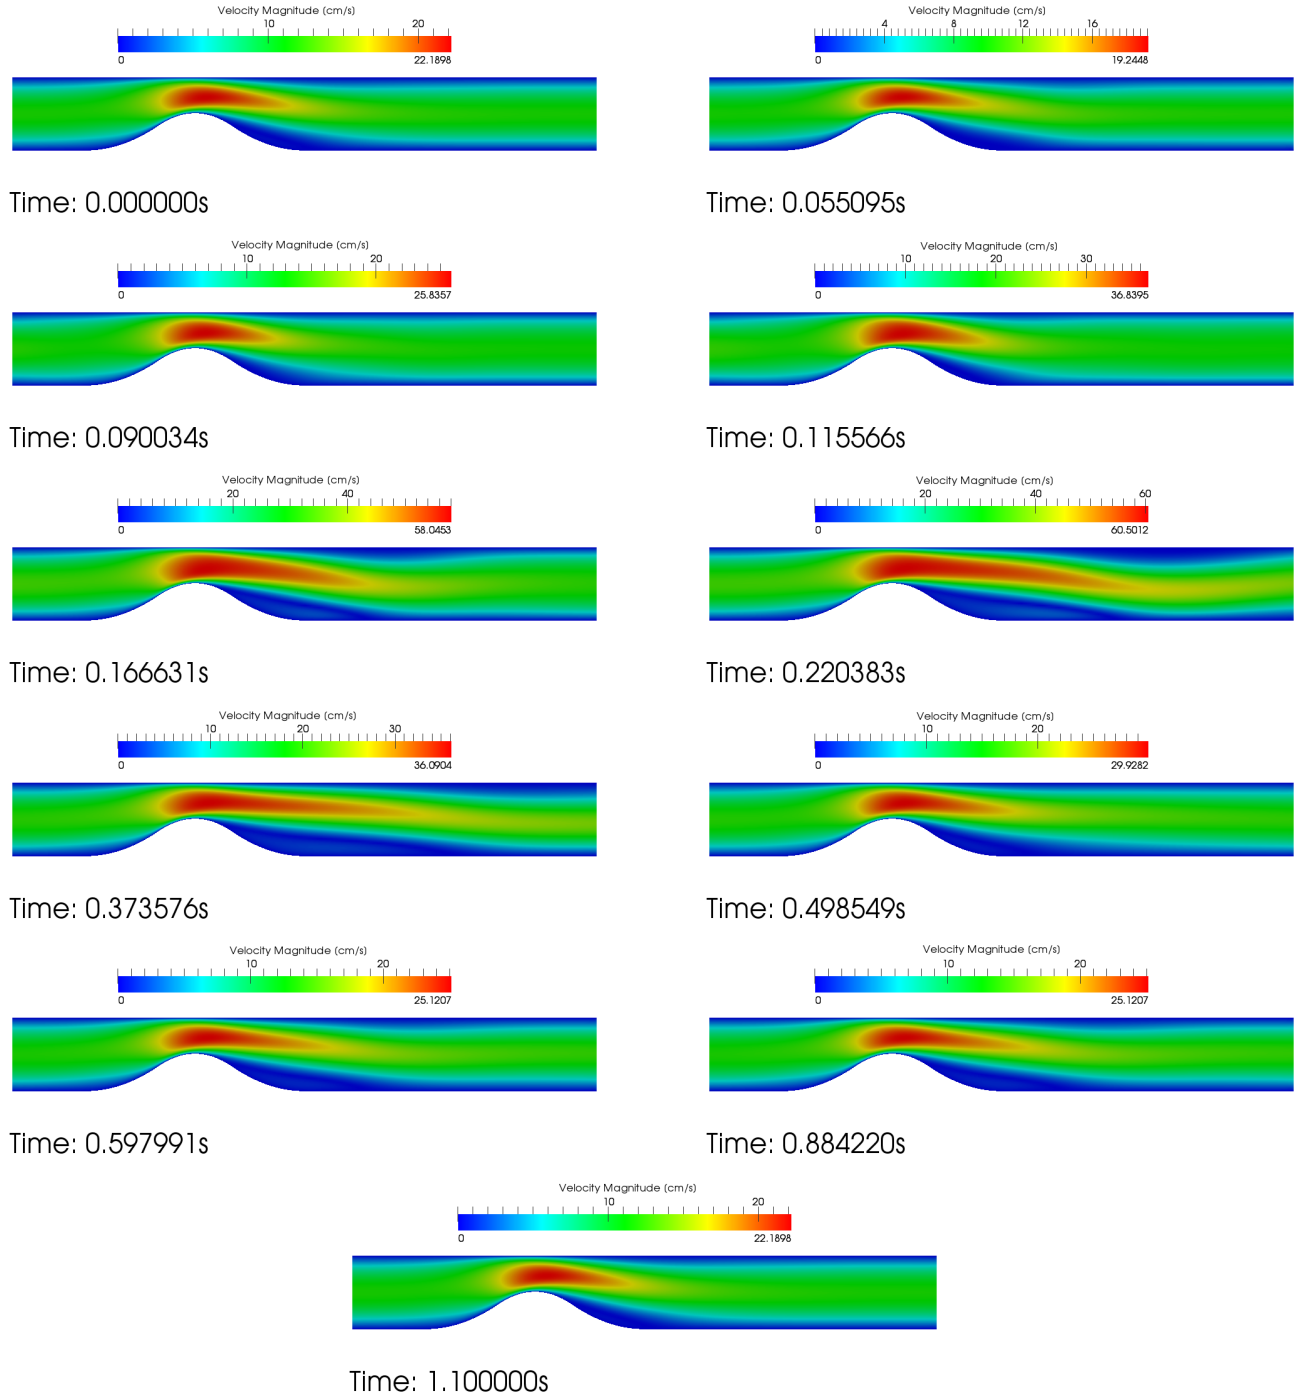 Velocity Magnitude (cm/s)
10 20
0 22.1898
Time: 0.000000s
Velocity Magnitude (cm/s)
4 8 12 16
0 19.2448
Time: 0.055095s
Velocity Magnitude (cm/s)
10 20
0 25.8357
Time: 0.090034s
Velocity Magnitude (cm/s)
10 20 30
0 36.8395
Time: 0.115566s
Velocity Magnitude (cm/s)
20 40
0 58.0453
Time: 0.166631s
Velocity Magnitude (cm/s)
20 40 60
0 60.5012
Time: 0.220383s
Velocity Magnitude (cm/s)
10 20 30
0 36.0904
Time: 0.373576s
Velocity Magnitude (cm/s)
10 20
0 29.9282
Time: 0.498549s
Velocity Magnitude (cm/s)
10 20
0 25.1207
Time: 0.597991s
Velocity Magnitude (cm/s)
10 20
0 25.1207
Time: 0.884220s
Velocity Magnitude (cm/s)
10 20
0 22.1898
Time: 1.100000s